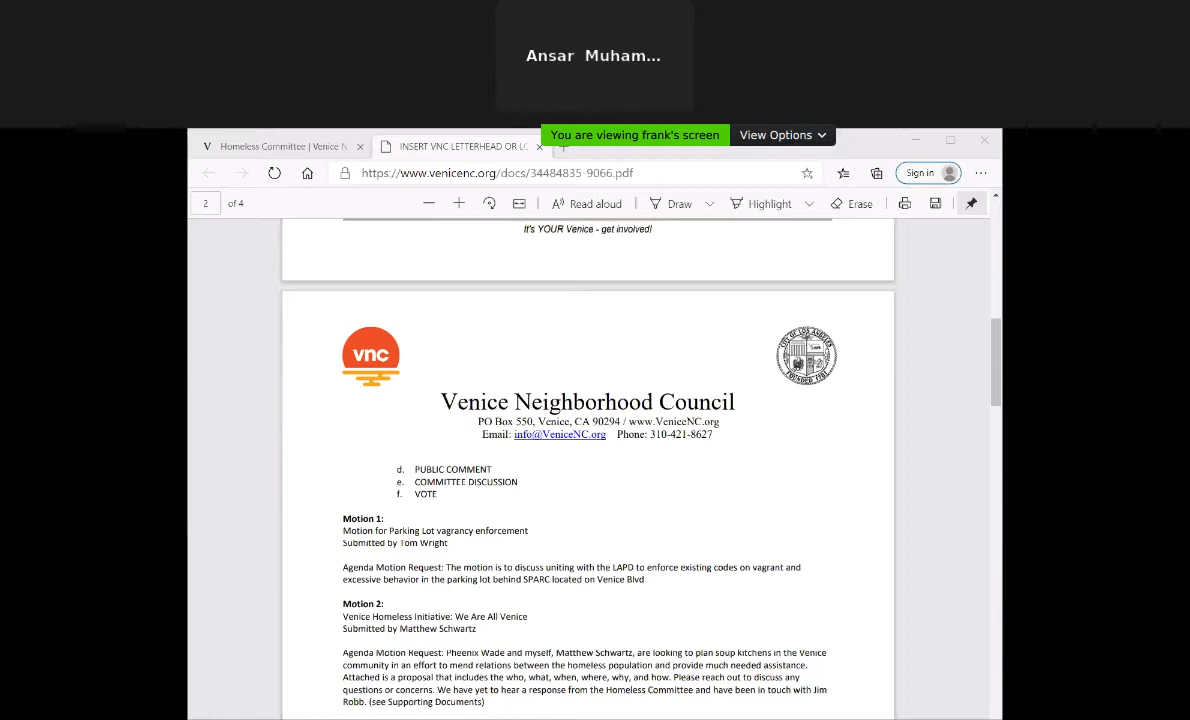 Ansar Muham...
You are viewing frank's screen View Options
V Homeless Committee | Venice N
INSERT VNC LETTERHEAD OR LO
https://www.venicenc.org/docs/34484835-9066.pdf
Sign in
2 of 4
Read aloud
Draw
Highlight
Erase
It's YOUR Venice - get involved!
vnc
CITY OF LOS ANGELES
FOUNDED 1781
Venice Neighborhood Council
PO Box 550, Venice, CA 90294 / www.VeniceNC.org
Email: info@VeniceNC.org Phone: 310-421-8627
d. PUBLIC COMMENT
e. COMMITTEE DISCUSSION
f. VOTE
Motion 1:
Motion for Parking Lot vagrancy enforcement
Submitted by Tom Wright
Agenda Motion Request: The motion is to discuss uniting with the LAPD to enforce existing codes on vagrant and
excessive behavior in the parking lot behind SPARC located on Venice Blvd
Motion 2:
Venice Homeless Initiative: We Are All Venice
Submitted by Matthew Schwartz
Agenda Motion Request: Pheenix Wade and myself, Matthew Schwartz, are looking to plan soup kitchens in the Venice
community in an effort to mend relations between the homeless population and provide much needed assistance.
Attached is a proposal that includes the who, what, when, where, why, and how. Please reach out to discuss any
questions or concerns. We have yet to hear a response from the Homeless Committee and have been in touch with Jim
Robb. (see Supporting Documents)